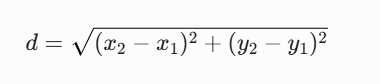 d = √((x₂ − x₁)² + (y₂ − y₁)²)